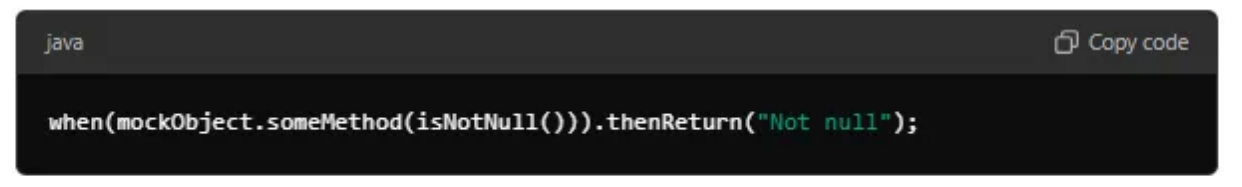 java
Copy code
when(mockObject.someMethod(isNotNull())).thenReturn("Not null");